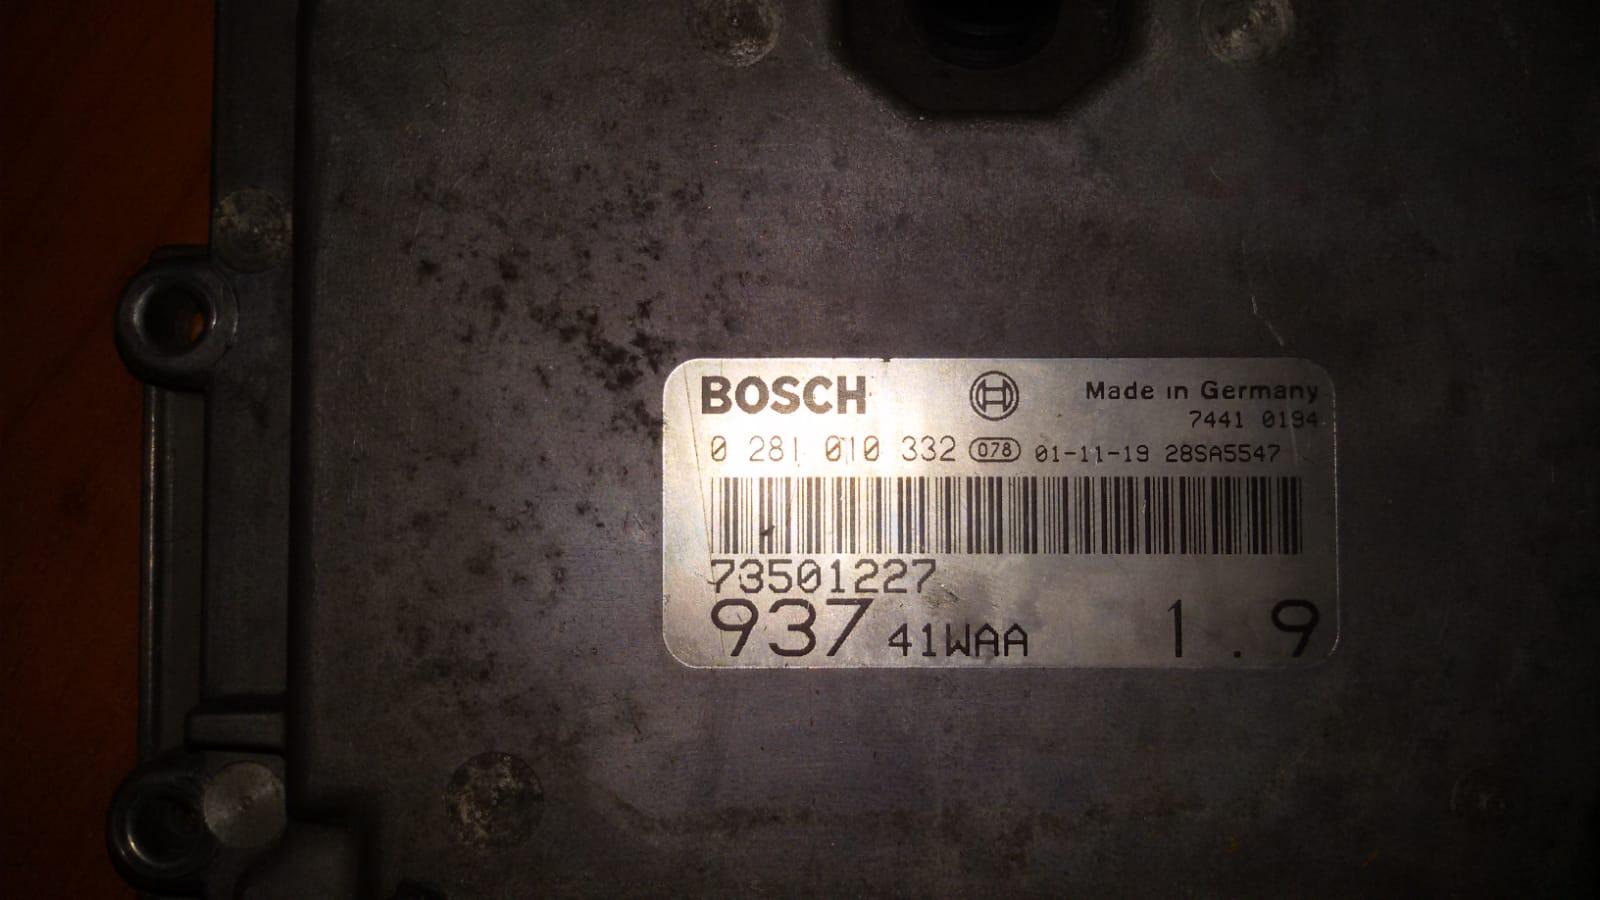 BOSCH Made in Germany
7441 0194
0 281 010 332 078 01-11-19 28SA5547
73501227
937 41WAA 1.9